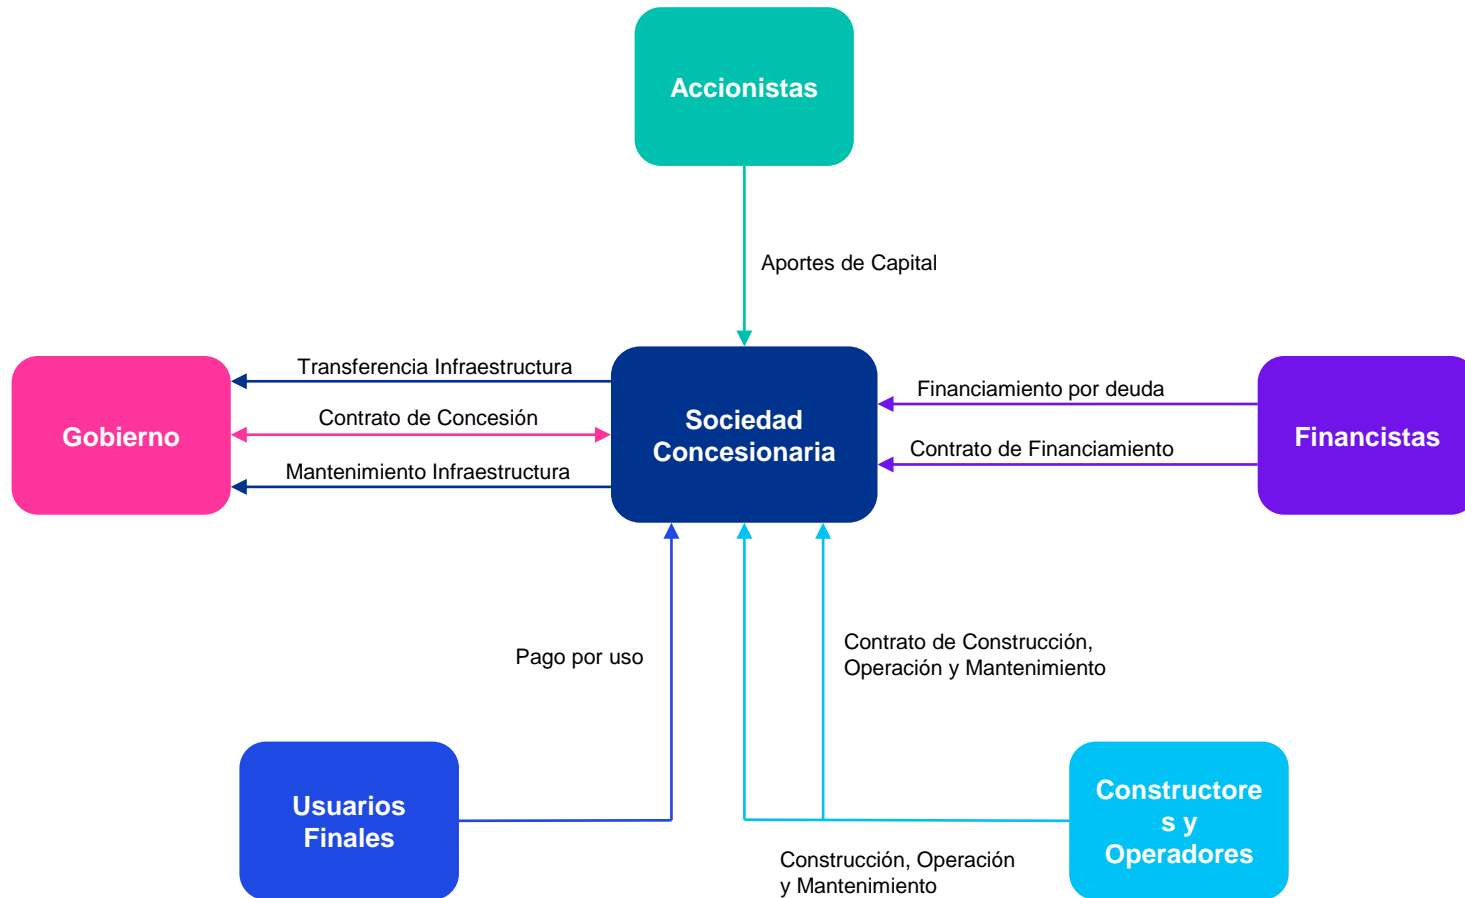 Accionistas
Aportes de Capital
Transferencia Infraestructura
Contrato de Concesión
Mantenimiento Infraestructura
Gobierno
Sociedad
Concesionaria
Financiamiento por deuda
Contrato de Financiamiento
Financistas
Pago por uso
Contrato de Construcción,
Operación y Mantenimiento
Usuarios
Finales
Constructore
s y
Operadores
Construcción, Operación
y Mantenimiento